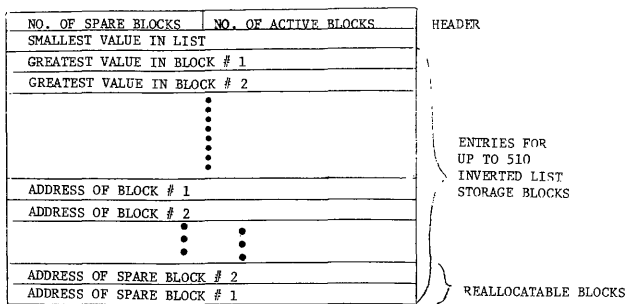 NO. OF SPARE BLOCKS NO. OF ACTIVE BLOCKS HEADER
SMALLEST VALUE IN LIST
GREATEST VALUE IN BLOCK # 1
GREATEST VALUE IN BLOCK # 2
ENTRIES FOR
UP TO 510
INVERTED LIST
STORAGE BLOCKS
ADDRESS OF BLOCK # 1
ADDRESS OF BLOCK # 2
ADDRESS OF SPARE BLOCK # 2
ADDRESS OF SPARE BLOCK # 1
REALLOCATABLE BLOCKS